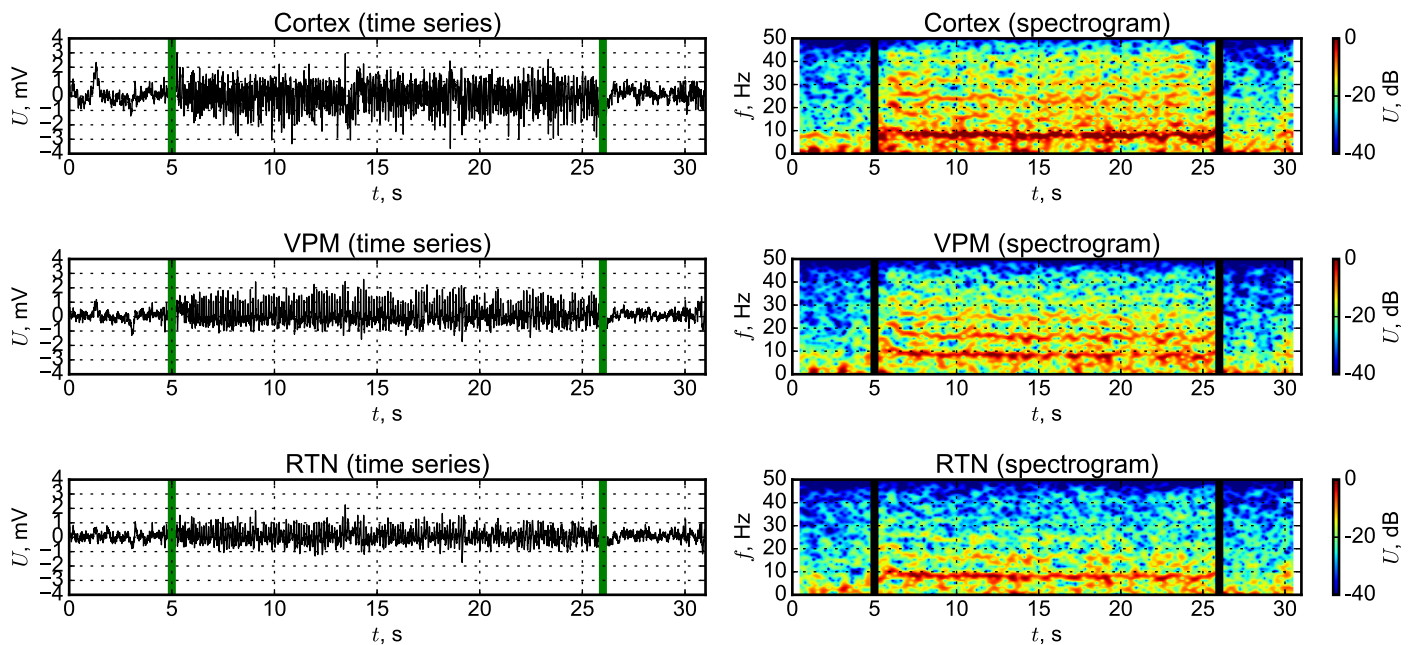 Cortex (time series)
4
3
2
1
0
−1
−2
−3
−4
U, mV
0 5 10 15 20 25 30
t, s
Cortex (spectrogram)
50
40
30
20
10
0
f, Hz
0 5 10 15 20 25 30
t, s
0
-20
-40
U, dB
VPM (time series)
4
3
2
1
0
−1
−2
−3
−4
U, mV
0 5 10 15 20 25 30
t, s
VPM (spectrogram)
50
40
30
20
10
0
f, Hz
0 5 10 15 20 25 30
t, s
0
-20
-40
U, dB
RTN (time series)
4
3
2
1
0
−1
−2
−3
−4
U, mV
0 5 10 15 20 25 30
t, s
RTN (spectrogram)
50
40
30
20
10
0
f, Hz
0 5 10 15 20 25 30
t, s
0
-20
-40
U, dB